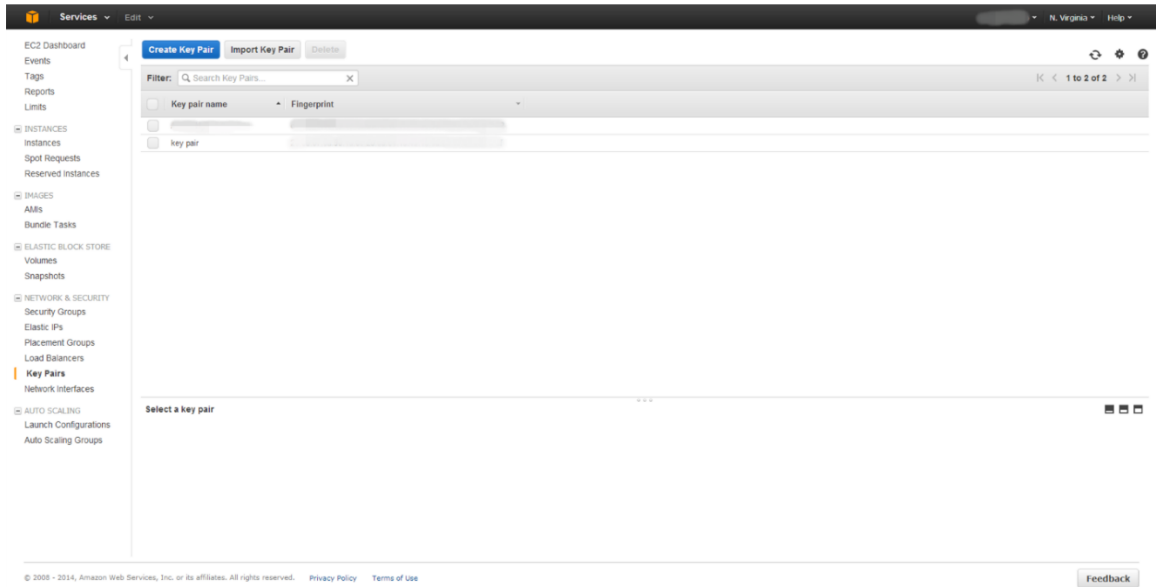 Services Edit N. Virginia Help
EC2 Dashboard
Events
Tags
Reports
Limits
INSTANCES
Instances
Spot Requests
Reserved Instances
IMAGES
AMIs
Bundle Tasks
ELASTIC BLOCK STORE
Volumes
Snapshots
NETWORK & SECURITY
Security Groups
Elastic IPs
Placement Groups
Load Balancers
Key Pairs
Network Interfaces
AUTO SCALING
Launch Configurations
Auto Scaling Groups
Create Key Pair Import Key Pair Delete
Filter: Search Key Pairs... X 1 to 2 of 2
Key pair name Fingerprint
key pair
Select a key pair
© 2008 - 2014, Amazon Web Services, Inc. or its affiliates. All rights reserved. Privacy Policy Terms of Use Feedback